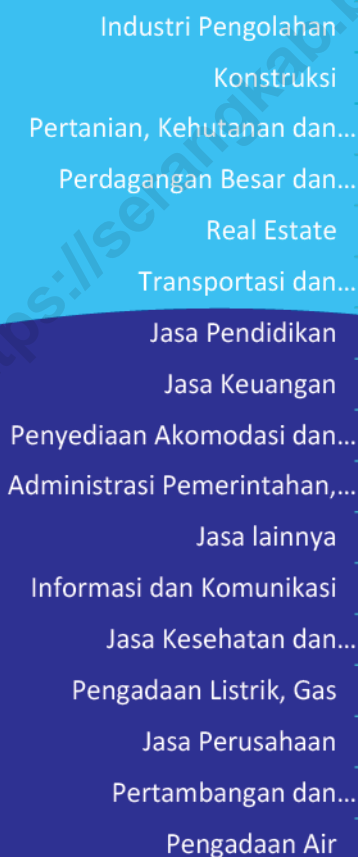 Industri Pengolahan
Konstruksi
Pertanian, Kehutanan dan...
Perdagangan Besar dan...
Real Estate
Transportasi dan...
Jasa Pendidikan
Jasa Keuangan
Penyediaan Akomodasi dan...
Administrasi Pemerintahan,...
Jasa lainnya
Informasi dan Komunikasi
Jasa Kesehatan dan...
Pengadaan Listrik, Gas
Jasa Perusahaan
Pertambangan dan...
Pengadaan Air